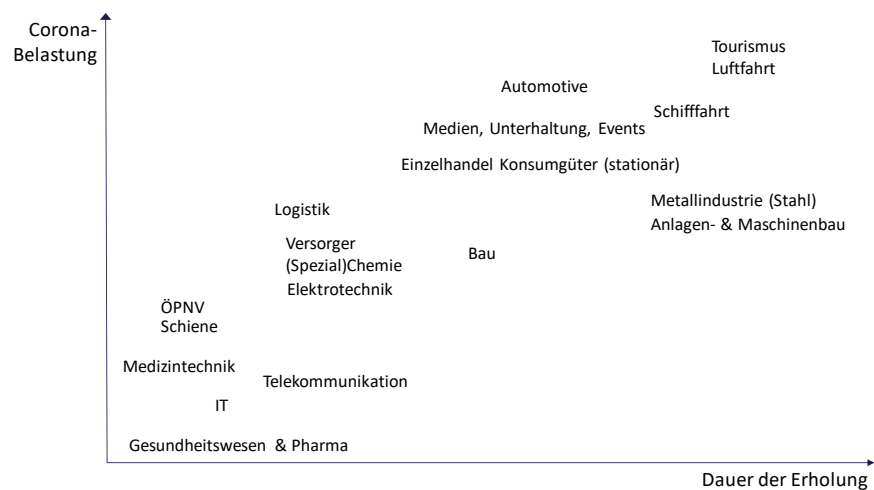 Corona-
Belastung
Tourismus
Luftfahrt
Automotive
Schifffahrt
Medien, Unterhaltung, Events
Einzelhandel Konsumgüter (stationär)
Metallindustrie (Stahl)
Logistik
Anlagen- & Maschinenbau
Versorger
Bau
(Spezial)Chemie
Elektrotechnik
ÖPNV
Schiene
Medizintechnik
Telekommunikation
IT
Gesundheitswesen & Pharma
Dauer der Erholung